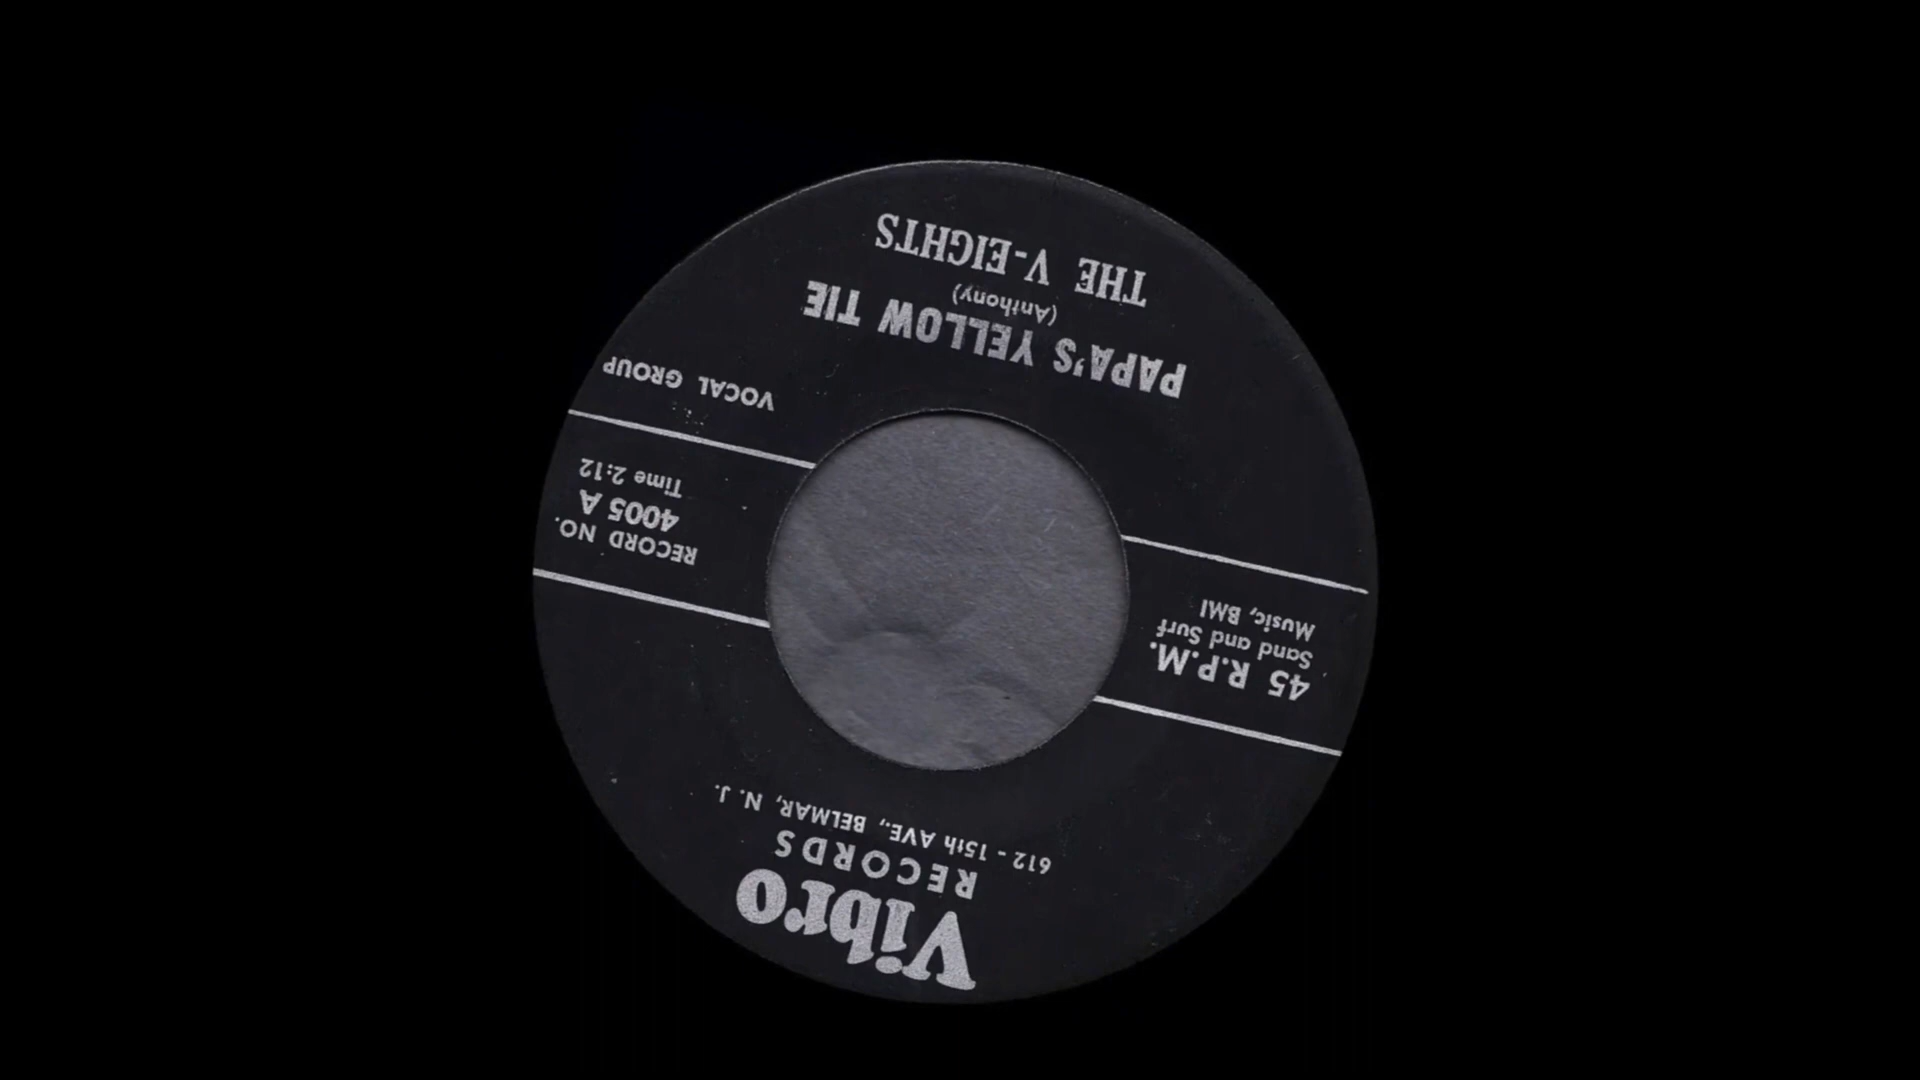 Vibro
RECORDS
612 - 15th AVE., BELMAR, N. J.
45 R.P.M.
Sand and Surf
Music, BMI
RECORD NO.
4005 A
Time 2:12
VOCAL GROUP
PAPA'S YELLOW TIE
(Anthony)
THE V-EIGHTS